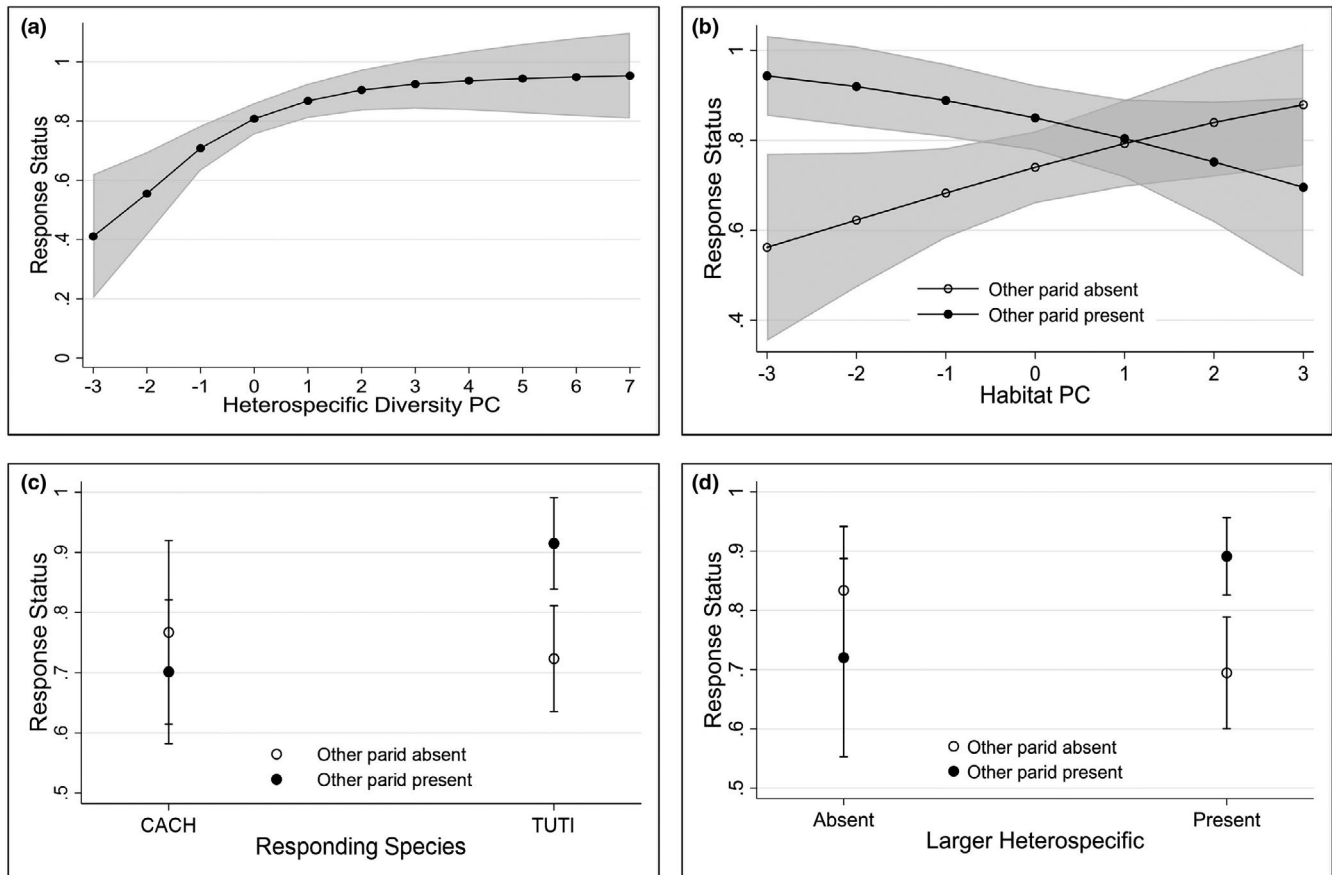 (a)
Response Status
1
.8
.6
.4
.2
0
-3 -2 -1 0 1 2 3 4 5 6 7
Heterospecific Diversity PC
(b)
Response Status
1
.8
.6
.4
Other parid absent
Other parid present
-3 -2 -1 0 1 2 3
Habitat PC
(c)
Response Status
1
.9
.8
.7
.6
.5
Other parid absent
Other parid present
CACH TUTI
Responding Species
(d)
Response Status
1
.9
.8
.7
.6
.5
Other parid absent
Other parid present
Absent Present
Larger Heterospecific